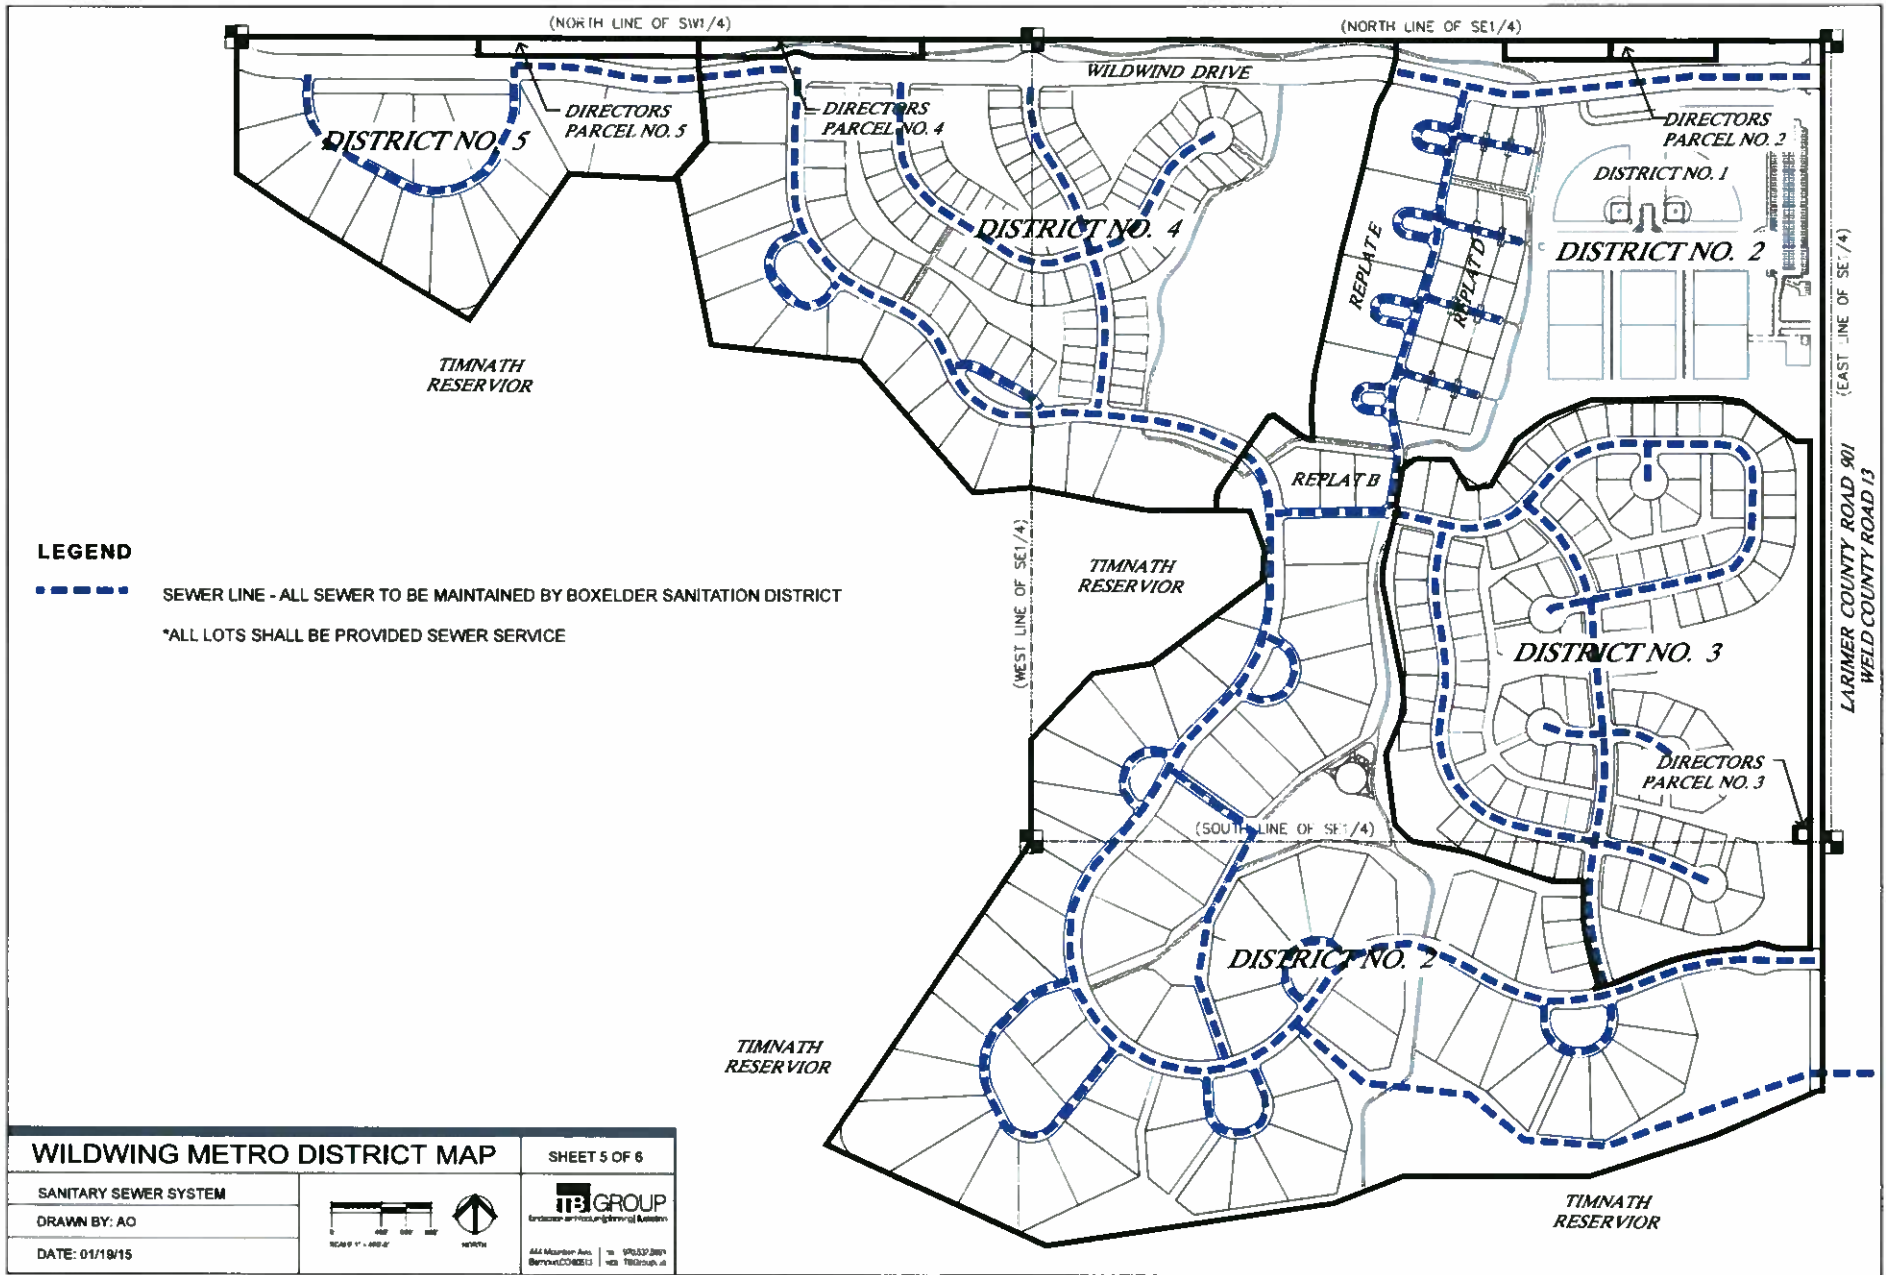 (NORTH LINE OF SW1/4)
(NORTH LINE OF SE1/4)
WILDWIND DRIVE
DIRECTORS
PARCEL NO. 5
DIRECTORS
PARCEL NO. 4
DIRECTORS
PARCEL NO. 2
DISTRICT NO. 5
DISTRICT NO. 1
DISTRICT NO. 4
DISTRICT NO. 2
REPLAT E
REPLAT D
(EAST LINE OF SE1/4)
TIMNATH
RESERVIOR
REPLAT B
LARIMER COUNTY ROAD 901
WELD COUNTY ROAD 13
LEGEND
SEWER LINE - ALL SEWER TO BE MAINTAINED BY BOXELDER SANITATION DISTRICT
*ALL LOTS SHALL BE PROVIDED SEWER SERVICE
(WEST LINE OF SE1/4)
TIMNATH
RESERVIOR
DISTRICT NO. 3
DIRECTORS
PARCEL NO. 3
(SOUTH LINE OF SE1/4)
DISTRICT NO. 2
TIMNATH
RESERVIOR
TIMNATH
RESERVIOR
WILDWING METRO DISTRICT MAP
SHEET 5 OF 6
SANITARY SEWER SYSTEM
DRAWN BY: AO
DATE: 01/19/15
NORTH
TB GROUP